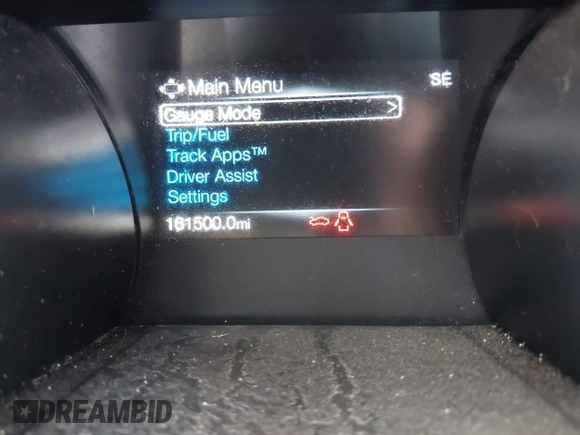 Main Menu
SE
Gauge Mode >
Trip/Fuel
Track Apps™
Driver Assist
Settings
161500.0mi
DREAMBID